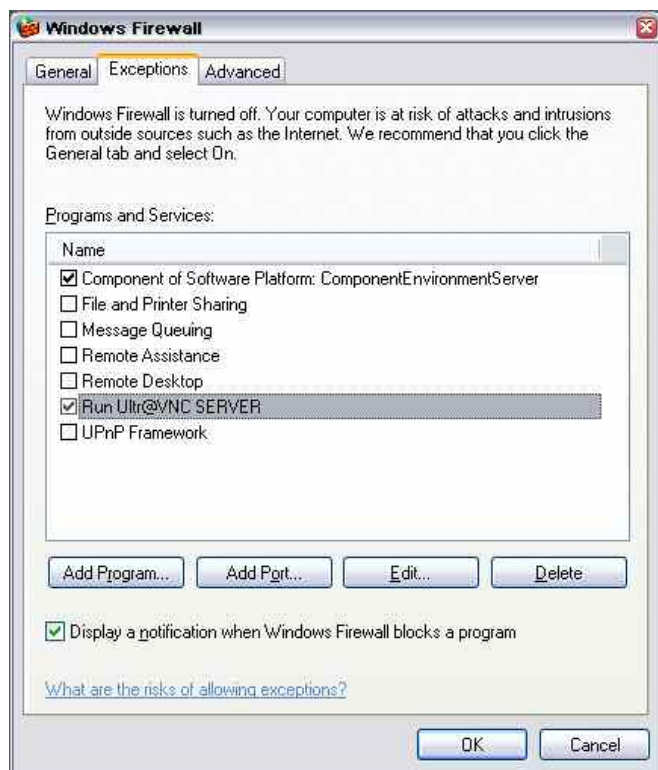 Windows Firewall
General
Exceptions
Advanced
Windows Firewall is turned off. Your computer is at risk of attacks and intrusions
from outside sources such as the Internet. We recommend that you click the
General tab and select On.
Programs and Services:
Name
Component of Software Platform: ComponentEnvironmentServer
File and Printer Sharing
Message Queuing
Remote Assistance
Remote Desktop
Run Ultr@VNC SERVER
UPnP Framework
Add Program...
Add Port...
Edit...
Delete
Display a notification when Windows Firewall blocks a program
What are the risks of allowing exceptions?
OK
Cancel